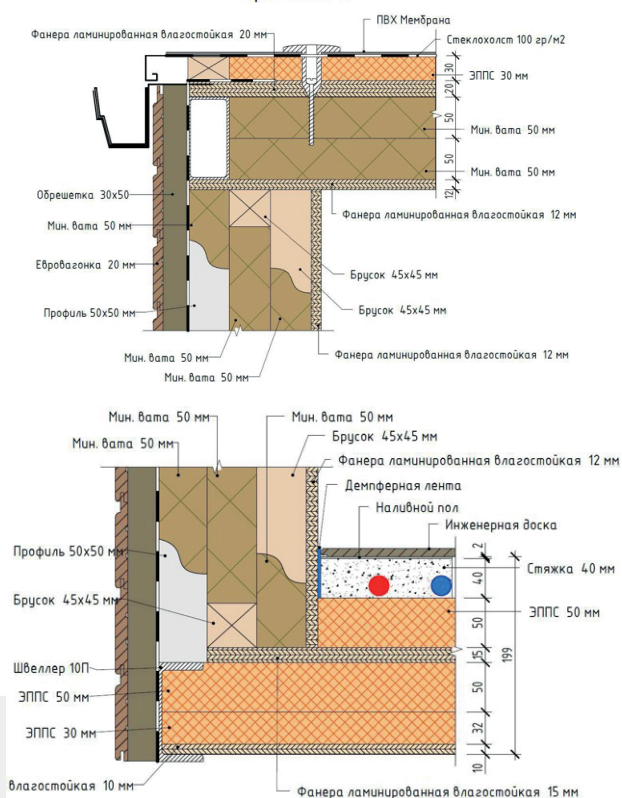 ПВХ Мембрана
Фанера ламинированная влагостойкая 20 мм
Стеклохолст 100 гр/м2
ЭППС 30 мм
30
20
50
Мин. вата 50 мм
50
Мин. вата 50 мм
12
Обрешетка 30х50
Фанера ламинированная влагостойкая 12 мм
Мин. вата 50 мм
Евровагонка 20 мм
Брусок 45х45 мм
Профиль 50х50 мм
Брусок 45х45 мм
Мин. вата 50 мм
Фанера ламинированная влагостойкая 12 мм
Мин. вата 50 мм
Мин. вата 50 мм
Мин. вата 50 мм
Мин. вата 50 мм
Брусок 45х45 мм
Фанера ламинированная влагостойкая 12 мм
Демпферная лента
Наливной пол
Инженерная доска
2
Профиль 50х50 мм
Стяжка 40 мм
40
Брусок 45х45 мм
ЭППС 50 мм
50
199
15
Швеллер 10П
ЭППС 50 мм
50
ЭППС 30 мм
32
10
влагостойкая 10 мм
Фанера ламинированная влагостойкая 15 мм